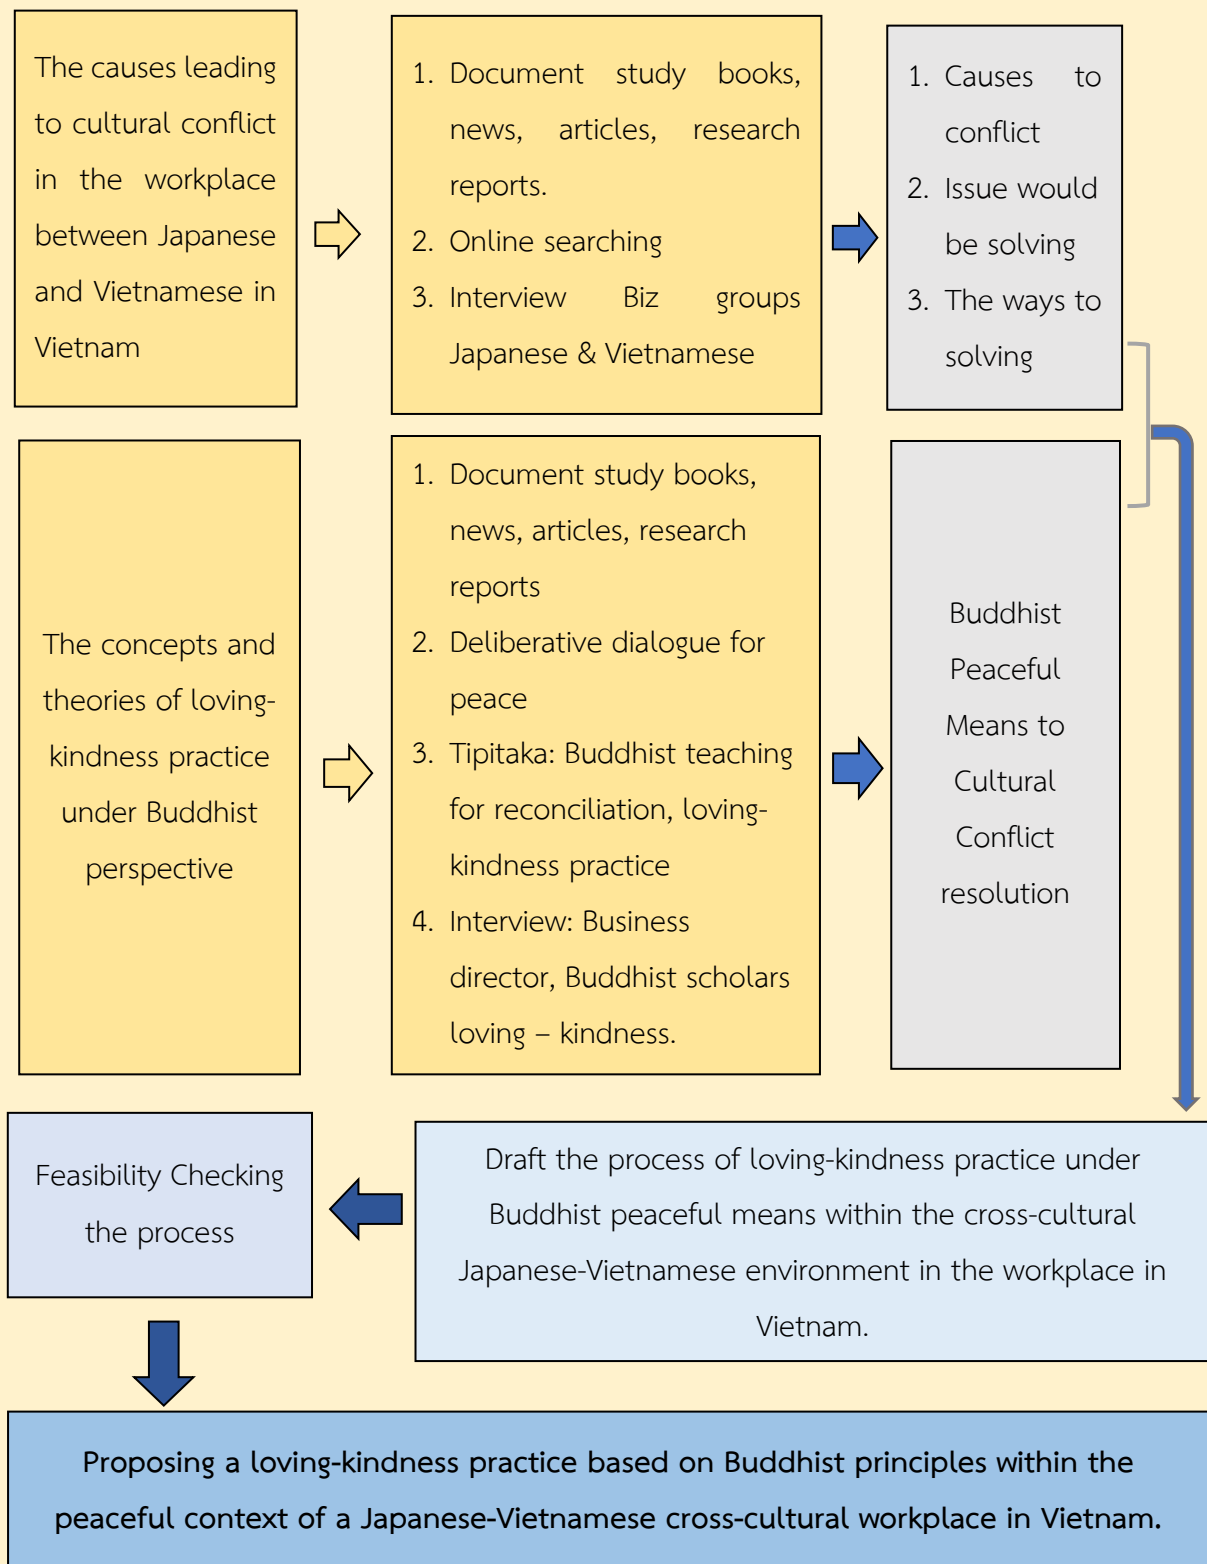 The causes leading
to cultural conflict
in the workplace
between Japanese
and Vietnamese in
Vietnam
1. Document study books,
news, articles, research
reports.
2. Online searching
3. Interview Biz groups
Japanese & Vietnamese
1. Causes to
conflict
2. Issue would
be solving
3. The ways to
solving
The concepts and
theories of loving-
kindness practice
under Buddhist
perspective
1. Document study books,
news, articles, research
reports
2. Deliberative dialogue for
peace
3. Tipitaka: Buddhist teaching
for reconciliation, loving-
kindness practice
4. Interview: Business
director, Buddhist scholars
loving – kindness.
Buddhist
Peaceful
Means to
Cultural
Conflict
resolution
Feasibility Checking
the process
Draft the process of loving-kindness practice under
Buddhist peaceful means within the cross-cultural
Japanese-Vietnamese environment in the workplace in
Vietnam.
Proposing a loving-kindness practice based on Buddhist principles within the
peaceful context of a Japanese-Vietnamese cross-cultural workplace in Vietnam.